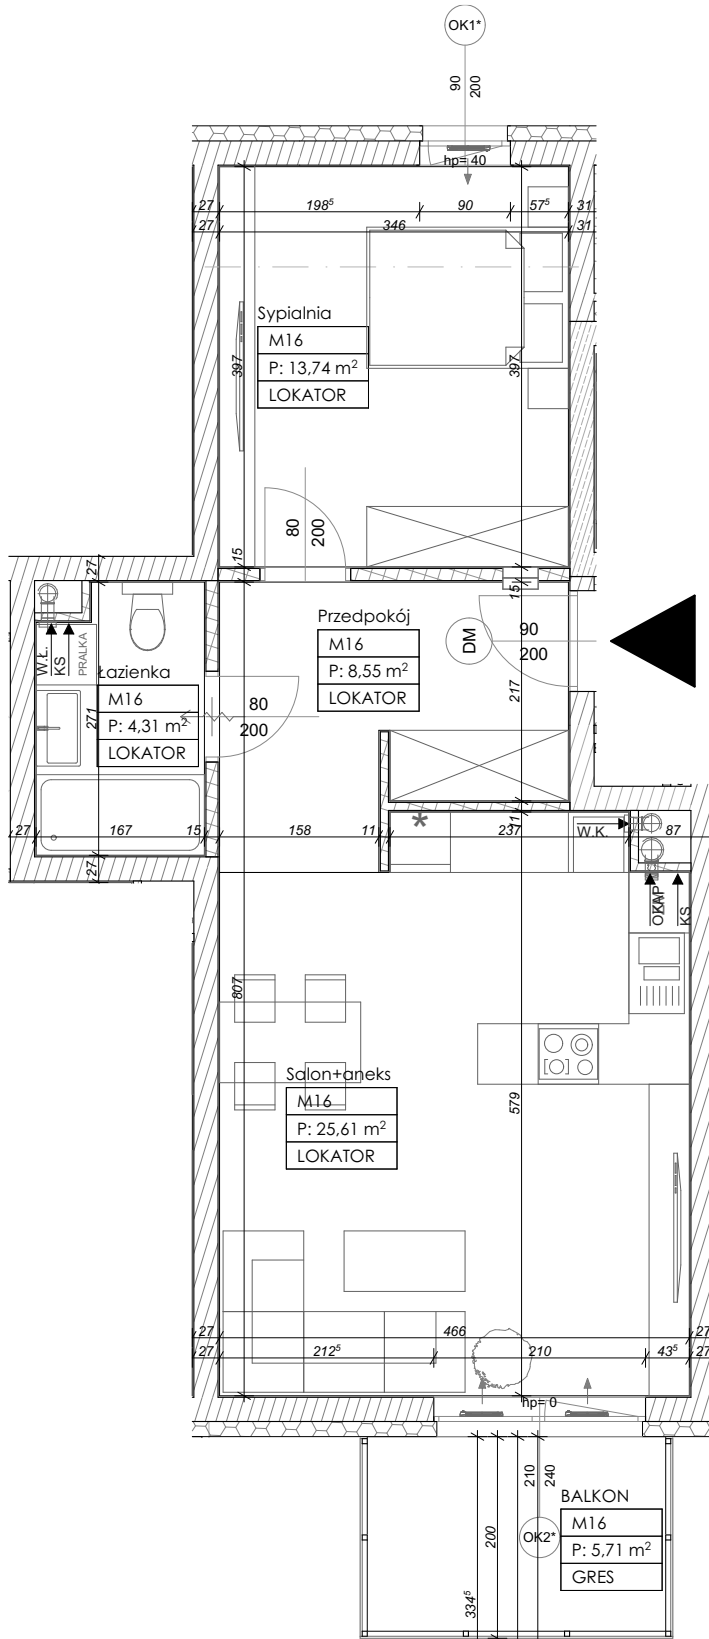 OK1*
90
200
hp= 40
27
198⁵
90
57⁵
31
27
346
31
Sypialnia
M16
P: 13,74 m²
LOKATOR
397
397
80
200
15
15
27
Przedpokój
M16
P: 8,55 m²
LOKATOR
DM
90
200
217
W.Ł.
KS
PRALKA
Łazienka
M16
P: 4,31 m²
LOKATOR
271
80
200
27
167
15
158
11
*
237
11
W.K.
87
27
OKAP
KS
807
Salon+aneks
M16
P: 25,61 m²
LOKATOR
579
27
466
27
27
212⁵
210
43⁵
27
hp= 0
210
240
OK2*
200
334⁵
BALKON
M16
P: 5,71 m²
GRES